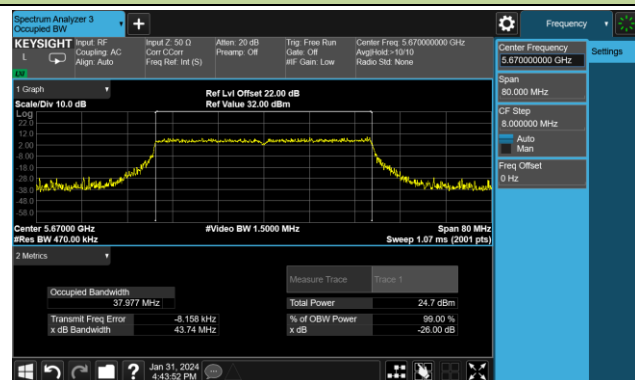 Spectrum Analyzer 3
Occupied BW
+
Frequency
KEYSIGHT
L
LW
Input: RF
Coupling: AC
Align: Auto
Input Z: 50 Ω
Corr CCorr
Freq Ref: Int (S)
Atten: 20 dB
Preamp: Off
Trig: Free Run
Gate: Off
#IF Gain: Low
Center Freq: 5.670000000 GHz
Avg|Hold:>10/10
Radio Std: None
Center Frequency
5.670000000 GHz
Settings
Span
80.000 MHz
CF Step
8.000000 MHz
Auto
Man
Freq Offset
0 Hz
1 Graph
Scale/Div 10.0 dB
Ref Lvl Offset 22.00 dB
Ref Value 32.00 dBm
Log
22.0
12.0
2.00
-8.00
-18.0
-28.0
-38.0
-48.0
-58.0
Center 5.67000 GHz
#Video BW 1.5000 MHz
Span 80 MHz
#Res BW 470.00 kHz
Sweep 1.07 ms (2001 pts)
2 Metrics
Measure Trace
Trace 1
Occupied Bandwidth
37.977 MHz
Total Power
24.7 dBm
Transmit Freq Error
-8.158 kHz
% of OBW Power
99.00 %
x dB Bandwidth
43.74 MHz
x dB
-26.00 dB
?
Jan 31, 2024
4:43:52 PM